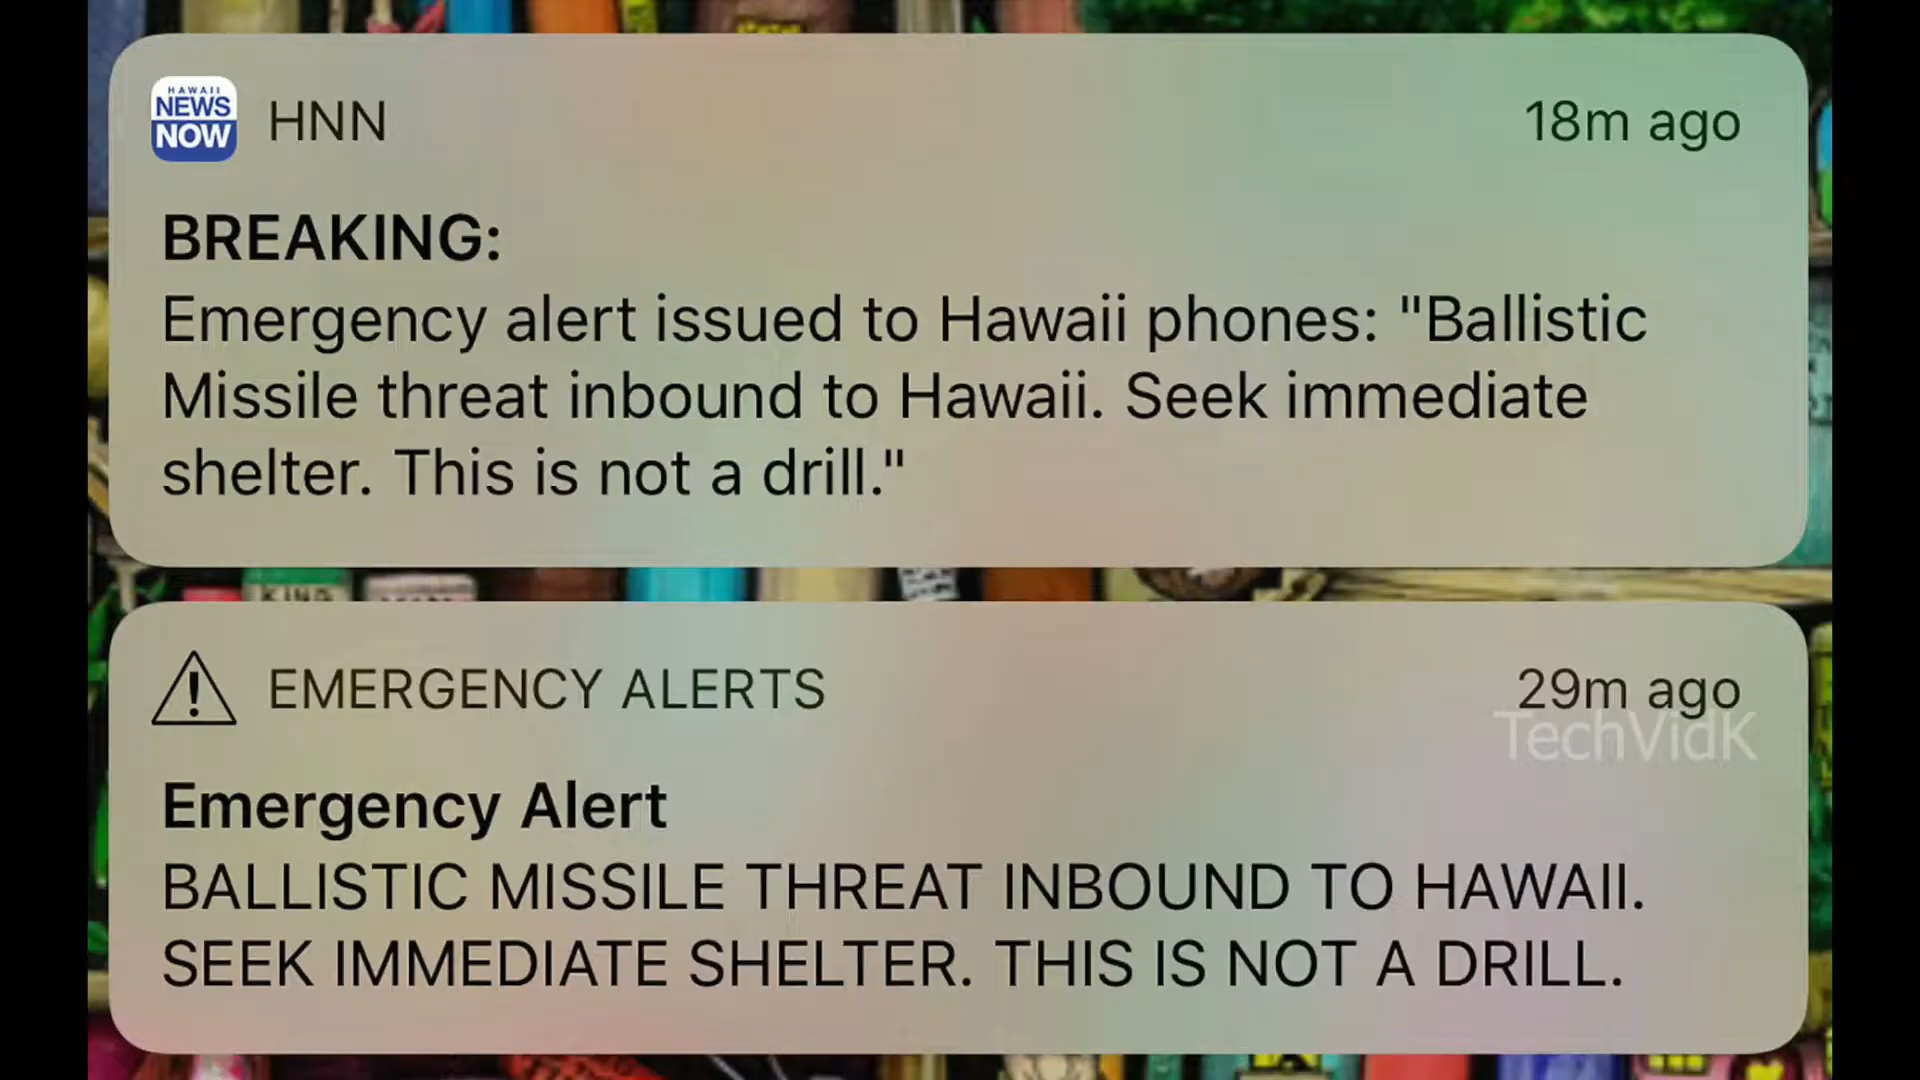 HAWAII
NEWS
NOW
HNN
18m ago
BREAKING:
Emergency alert issued to Hawaii phones: "Ballistic
Missile threat inbound to Hawaii. Seek immediate
shelter. This is not a drill."
KING
EMERGENCY ALERTS
29m ago
TechVidK
Emergency Alert
BALLISTIC MISSILE THREAT INBOUND TO HAWAII.
SEEK IMMEDIATE SHELTER. THIS IS NOT A DRILL.